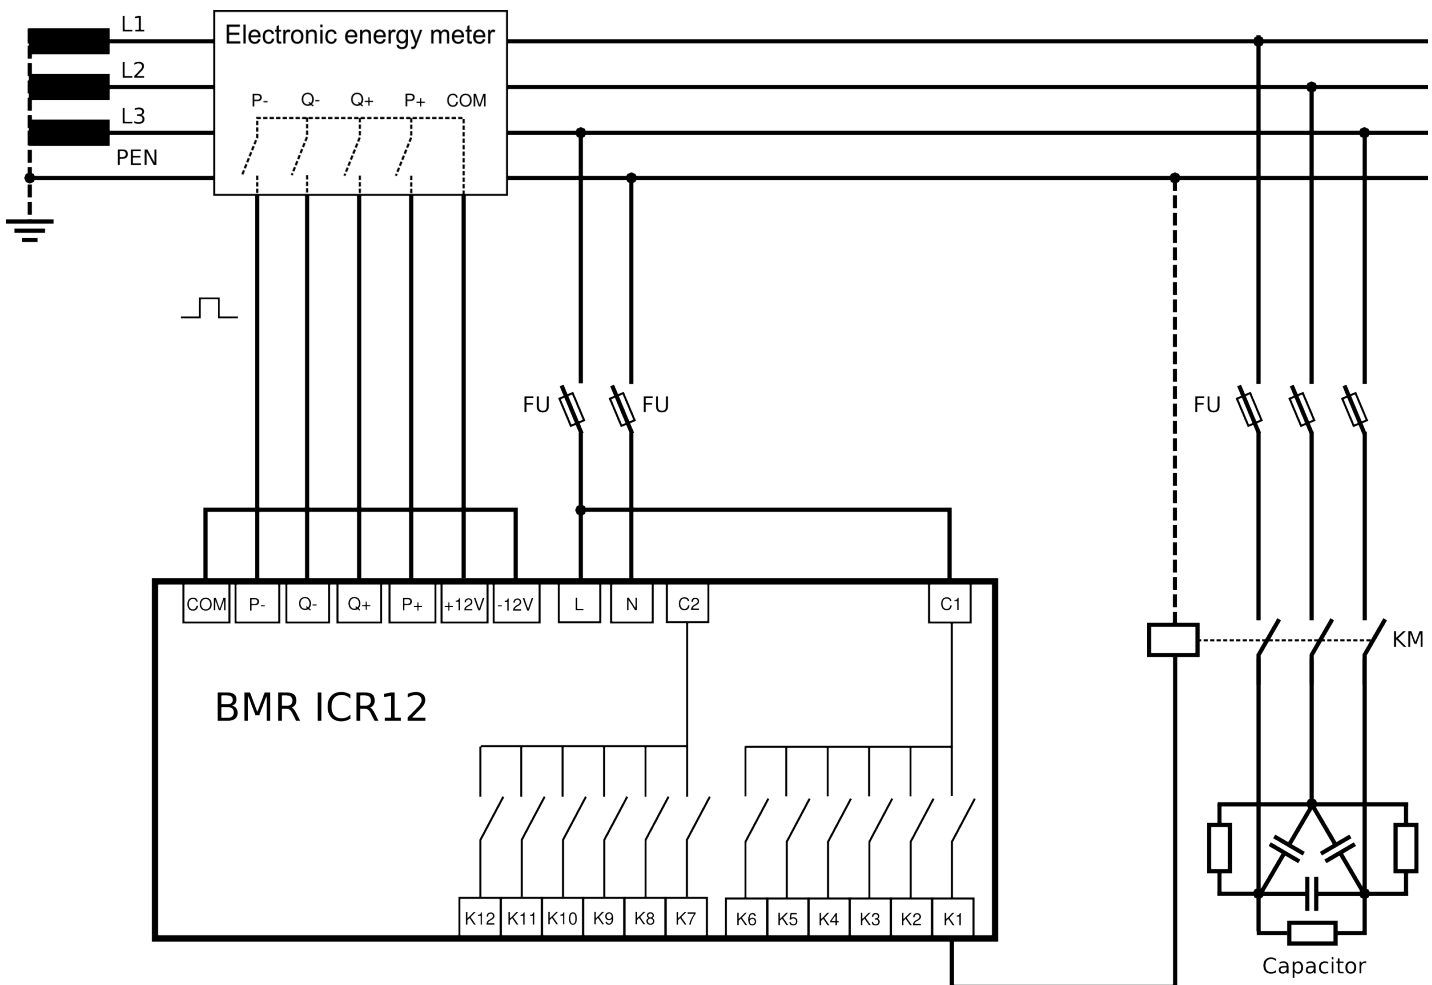 L1
Electronic energy meter
L2
P- Q- Q+ P+ COM
L3
PEN
FU FU FU
COM P- Q- Q+ P+ +12V -12V L N C2 C1
KM
BMR ICR12
K12 K11 K10 K9 K8 K7 K6 K5 K4 K3 K2 K1
Capacitor